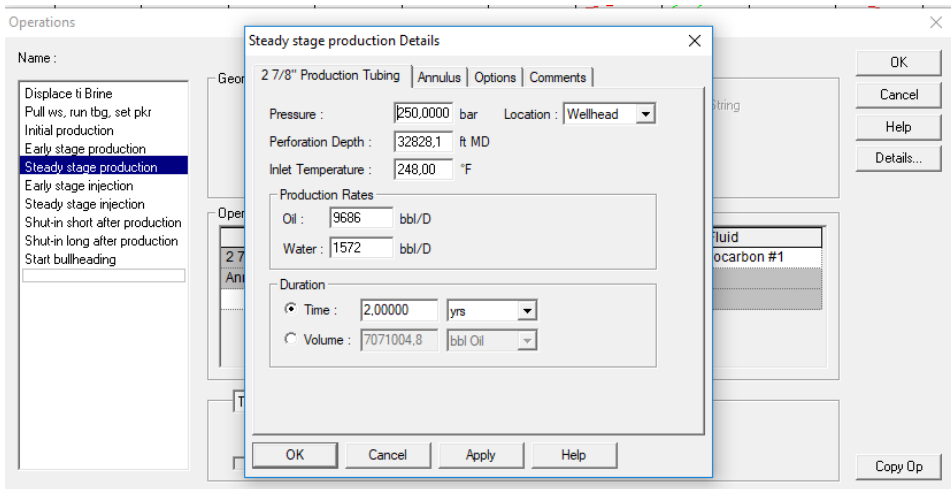 Operations
Name :
Displace ti Brine
Pull ws, run tbg, set pkr
Initial production
Early stage production
Steady stage production
Early stage injection
Steady stage injection
Shut-in short after production
Shut-in long after production
Start bullheading
Geor
String
Oper
Fluid
2 7
ocarbon #1
Ann
T
OK
Cancel
Help
Details...
Copy Op
Steady stage production Details
2 7/8" Production Tubing Annulus Options Comments
Pressure : 250,0000 bar Location : Wellhead
Perforation Depth : 32828,1 ft MD
Inlet Temperature : 248,00 °F
Production Rates
Oil : 9686 bbl/D
Water : 1572 bbl/D
Duration
Time : 2,00000 yrs
Volume : 7071004,8 bbl Oil
OK Cancel Apply Help